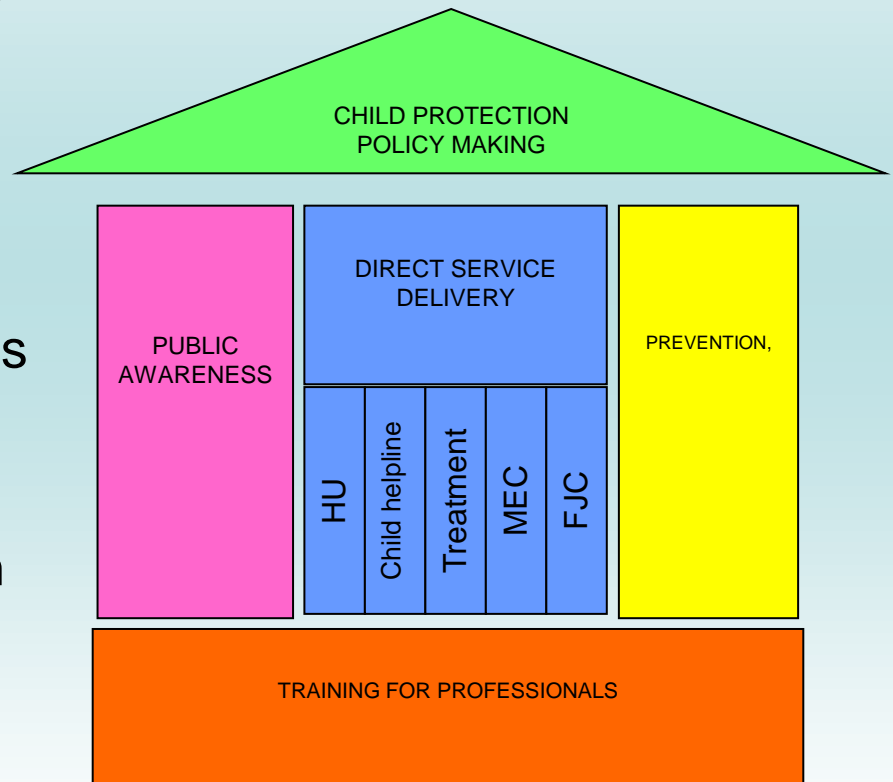 CHILD PROTECTION
POLICY MAKING
s
PUBLIC
AWARENESS
DIRECT SERVICE
DELIVERY
HU
Child helpline
Treatment
MEC
FJC
PREVENTION,
TRAINING FOR PROFESSIONALS